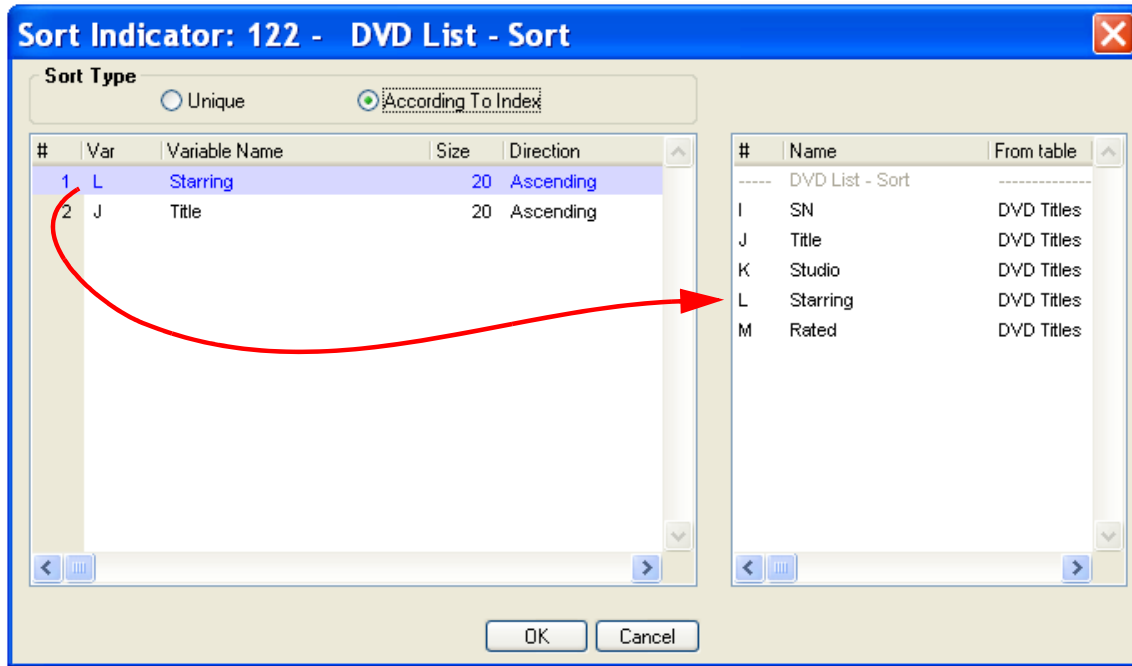 Sort Indicator: 122 - DVD List - Sort
Sort Type
Unique According To Index
# Var Variable Name Size Direction
1 L Starring 20 Ascending
2 J Title 20 Ascending
# Name From table
----- DVD List - Sort --------------
I SN DVD Titles
J Title DVD Titles
K Studio DVD Titles
L Starring DVD Titles
M Rated DVD Titles
OK Cancel